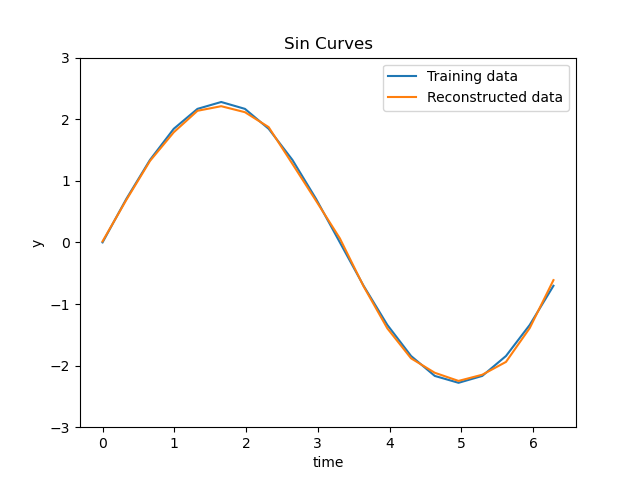 Sin Curves
Training data
Reconstructed data
3
2
1
0
−1
−2
−3
y
0
1
2
3
4
5
6
time